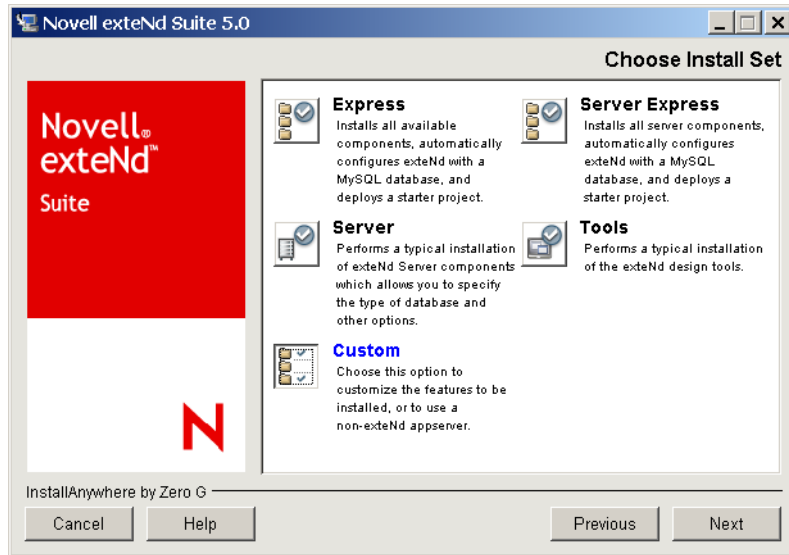 Novell exteNd Suite 5.0
Choose Install Set
Novell®
exteNd™
Suite
Express
Installs all available
components, automatically
configures exteNd with a
MySQL database, and
deploys a starter project.
Server Express
Installs all server components,
automatically configures
exteNd with a MySQL
database, and deploys a
starter project.
Server
Performs a typical installation
of exteNd Server components
which allows you to specify
the type of database and
other options.
Tools
Performs a typical installation
of the exteNd design tools.
Custom
Choose this option to
customize the features to be
installed, or to use a
non-exteNd appserver.
N
InstallAnywhere by Zero G
Cancel
Help
Previous
Next